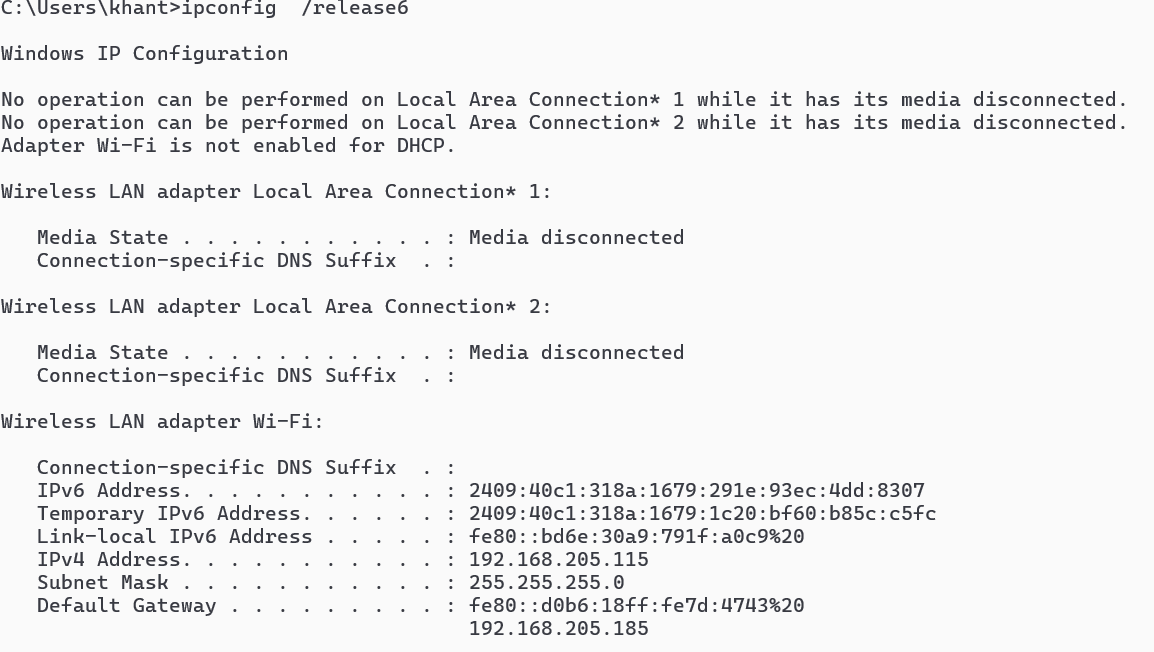 C:\Users\khant>ipconfig  /release6
Windows IP Configuration
No operation can be performed on Local Area Connection* 1 while it has its media disconnected.
No operation can be performed on Local Area Connection* 2 while it has its media disconnected.
Adapter Wi-Fi is not enabled for DHCP.
Wireless LAN adapter Local Area Connection* 1:
   Media State . . . . . . . . . . . : Media disconnected
   Connection-specific DNS Suffix  . :
Wireless LAN adapter Local Area Connection* 2:
   Media State . . . . . . . . . . . : Media disconnected
   Connection-specific DNS Suffix  . :
Wireless LAN adapter Wi-Fi:
   Connection-specific DNS Suffix  . :
   IPv6 Address. . . . . . . . . . . : 2409:40c1:318a:1679:291e:93ec:4dd:8307
   Temporary IPv6 Address. . . . . . : 2409:40c1:318a:1679:1c20:bf60:b85c:c5fc
   Link-local IPv6 Address . . . . . : fe80::bd6e:30a9:791f:a0c9%20
   IPv4 Address. . . . . . . . . . . : 192.168.205.115
   Subnet Mask . . . . . . . . . . . : 255.255.255.0
   Default Gateway . . . . . . . . . : fe80::d0b6:18ff:fe7d:4743%20
                                       192.168.205.185